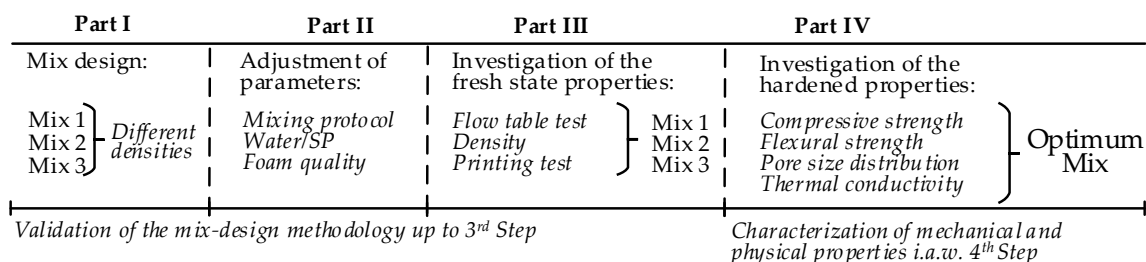 Part I
Part II
Part III
Part IV
Mix design:
Mix 1
Mix 2
Mix 3
Different
densities
Adjustment of
parameters:
Mixing protocol
Water/SP
Foam quality
Investigation of the
fresh state properties:
Flow table test
Density
Printing test
Mix 1
Mix 2
Mix 3
Investigation of the
hardened properties:
Compressive strength
Flexural strength
Pore size distribution
Thermal conductivity
Optimum
Mix
Validation of the mix-design methodology up to 3rd Step
Characterization of mechanical and
physical properties i.a.w. 4th Step